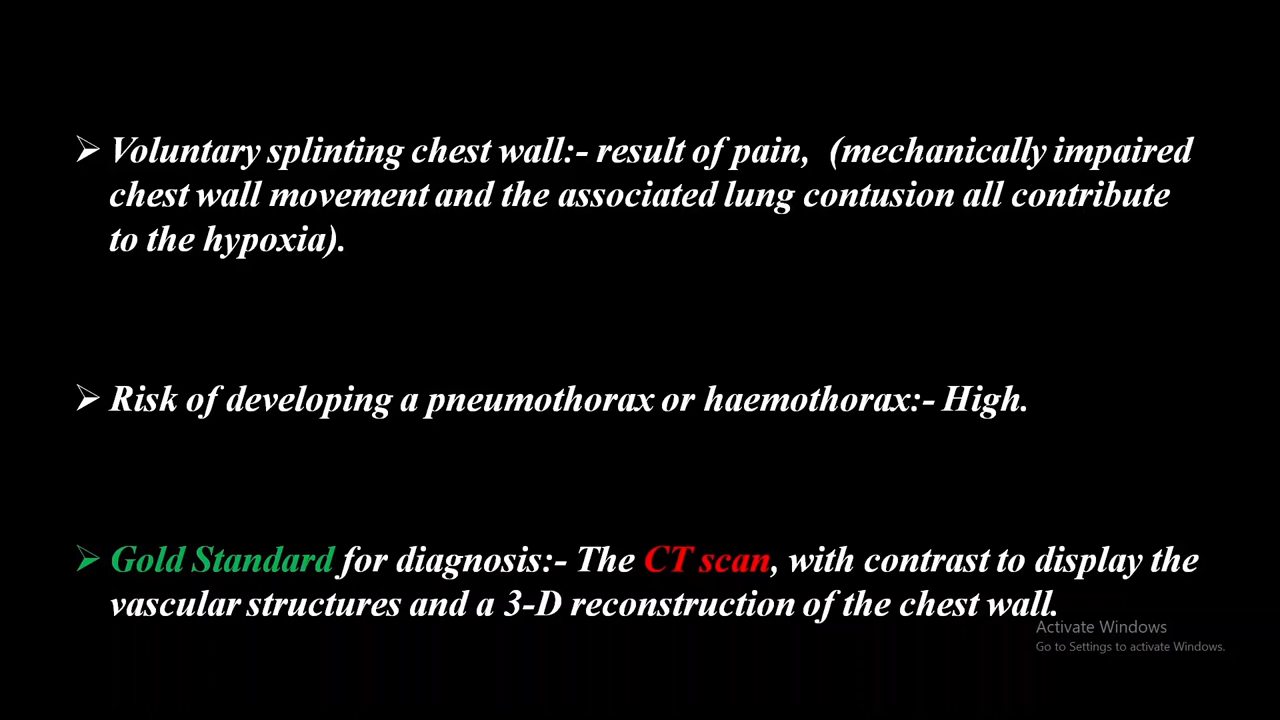 ➢ Voluntary splinting chest wall:- result of pain, (mechanically impaired
chest wall movement and the associated lung contusion all contribute
to the hypoxia).
➢ Risk of developing a pneumothorax or haemothorax:- High.
➢ Gold Standard for diagnosis:- The CT scan, with contrast to display the
vascular structures and a 3-D reconstruction of the chest wall.
Activate Windows
Go to Settings to activate Windows.